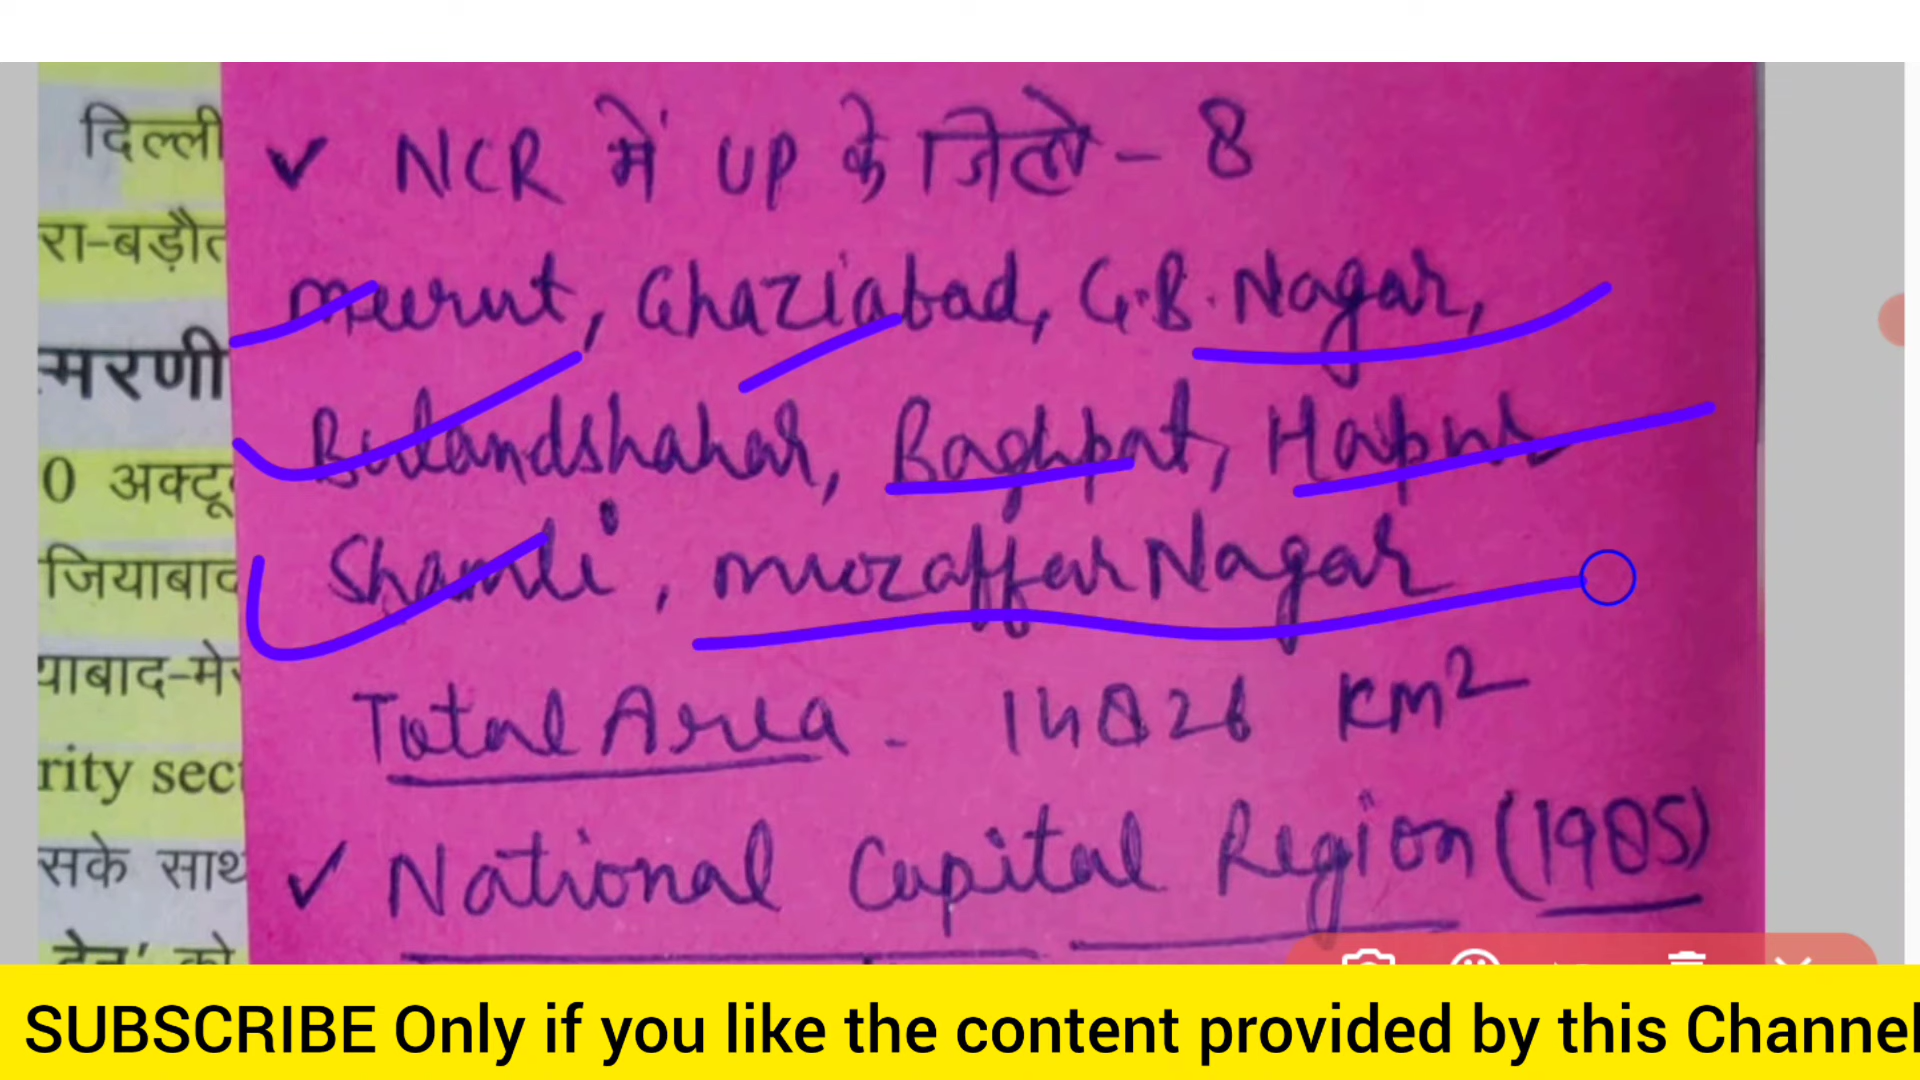 दिल्ली
रा-बड़ौत
स्मरणी
0 अक्टू
जियाबाद
याबाद-मे
rity sec
सके साथ
ट्रेन' को
✓ NCR में UP के जिले - 8
Meerut, Ghaziabad, G.B. Nagar,
Bulandshahar, Baghpat, Hapur
Shamli, muzaffarNagar
Total Area - 14826 KM²
✓ National Capital Region (1985)
SUBSCRIBE Only if you like the content provided by this Channel